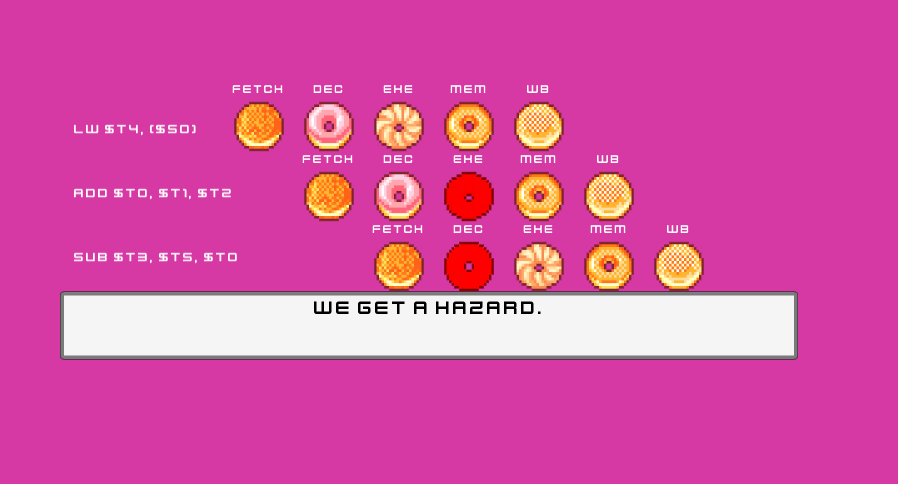 FETCH DEC EXE MEM WB
LW $T4, ($S0)
FETCH DEC EXE MEM WB
ADD $T0, $T1, $T2
FETCH DEC EXE MEM WB
SUB $T3, $T5, $T0
WE GET A HAZARD.